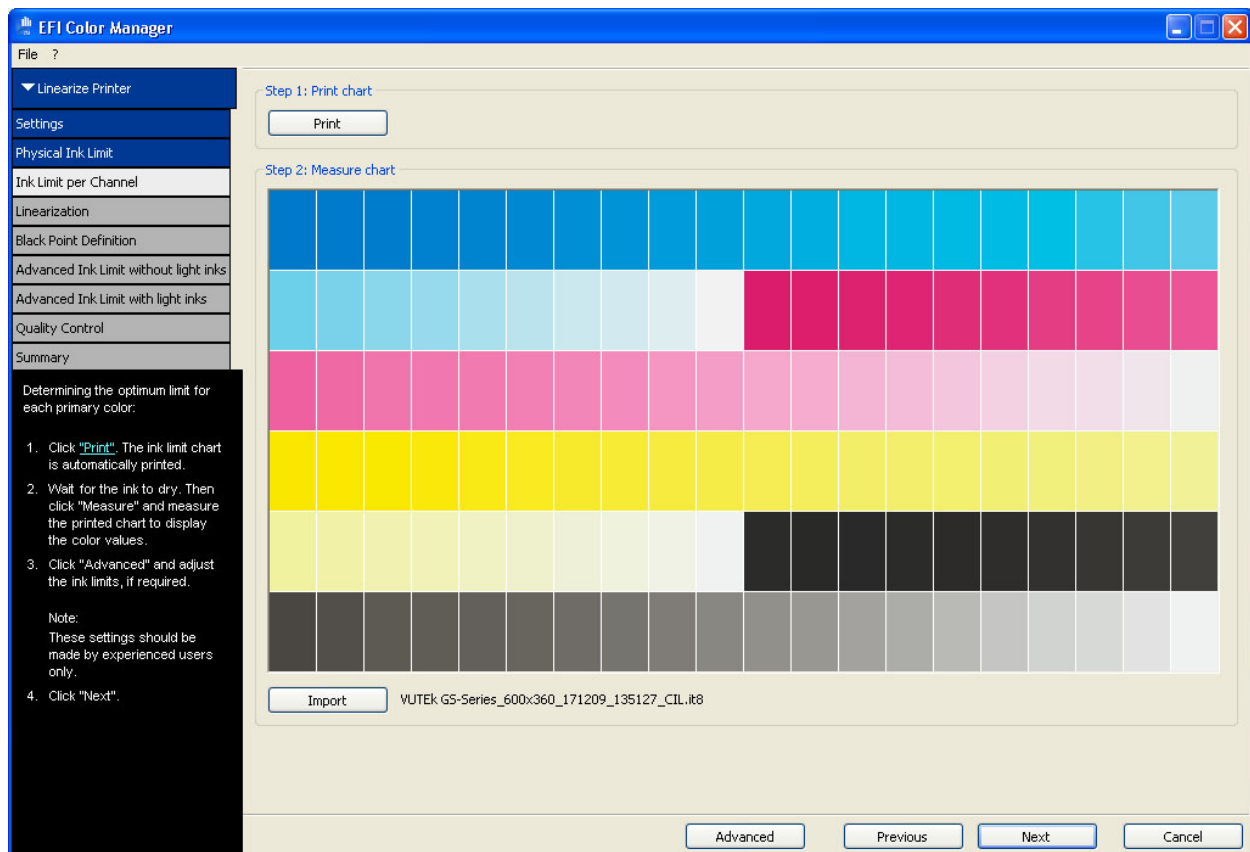 EFI Color Manager
File ?
Linearize Printer
Settings
Physical Ink Limit
Ink Limit per Channel
Linearization
Black Point Definition
Advanced Ink Limit without light inks
Advanced Ink Limit with light inks
Quality Control
Summary
Determining the optimum limit for
each primary color:
1. Click "Print". The ink limit chart
is automatically printed.
2. Wait for the ink to dry. Then
click "Measure" and measure
the printed chart to display
the color values.
3. Click "Advanced" and adjust
the ink limits, if required.
Note:
These settings should be
made by experienced users
only.
4. Click "Next".
Step 1: Print chart
Print
Step 2: Measure chart
Import VUTEk GS-Series_600x360_171209_135127_CIL.it8
Advanced Previous Next Cancel